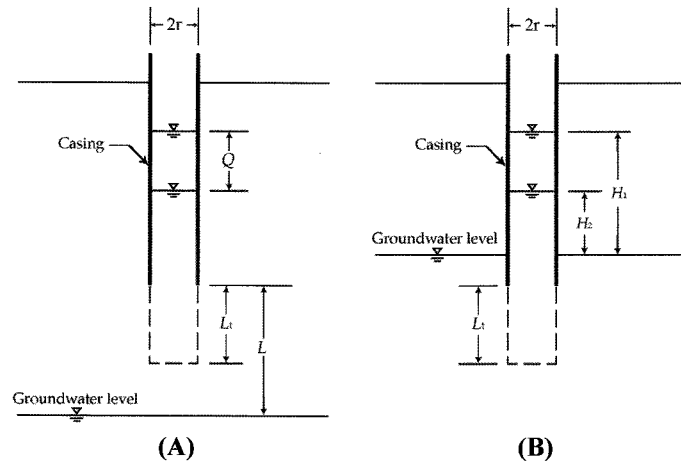 2r
Casing
Q
Lt
L
Groundwater level
(A)
2r
Casing
H1
H2
Groundwater level
Lt
(B)